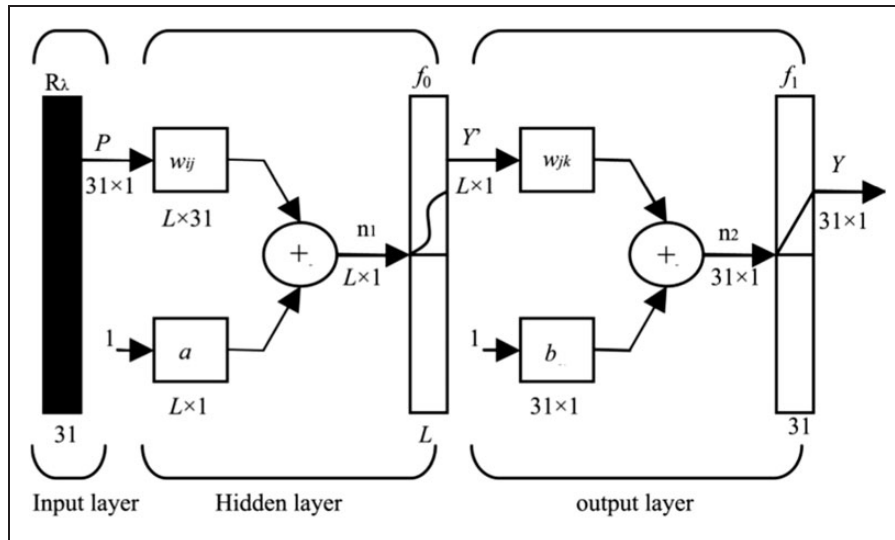 Rλ
f0
f1
P
wij
Y'
wjk
Y
31×1
L×1
31×1
L×31
n1
n2
+
+
L×1
31×1
1
a
1
b
L×1
31×1
31
L
31
Input layer
Hidden layer
output layer